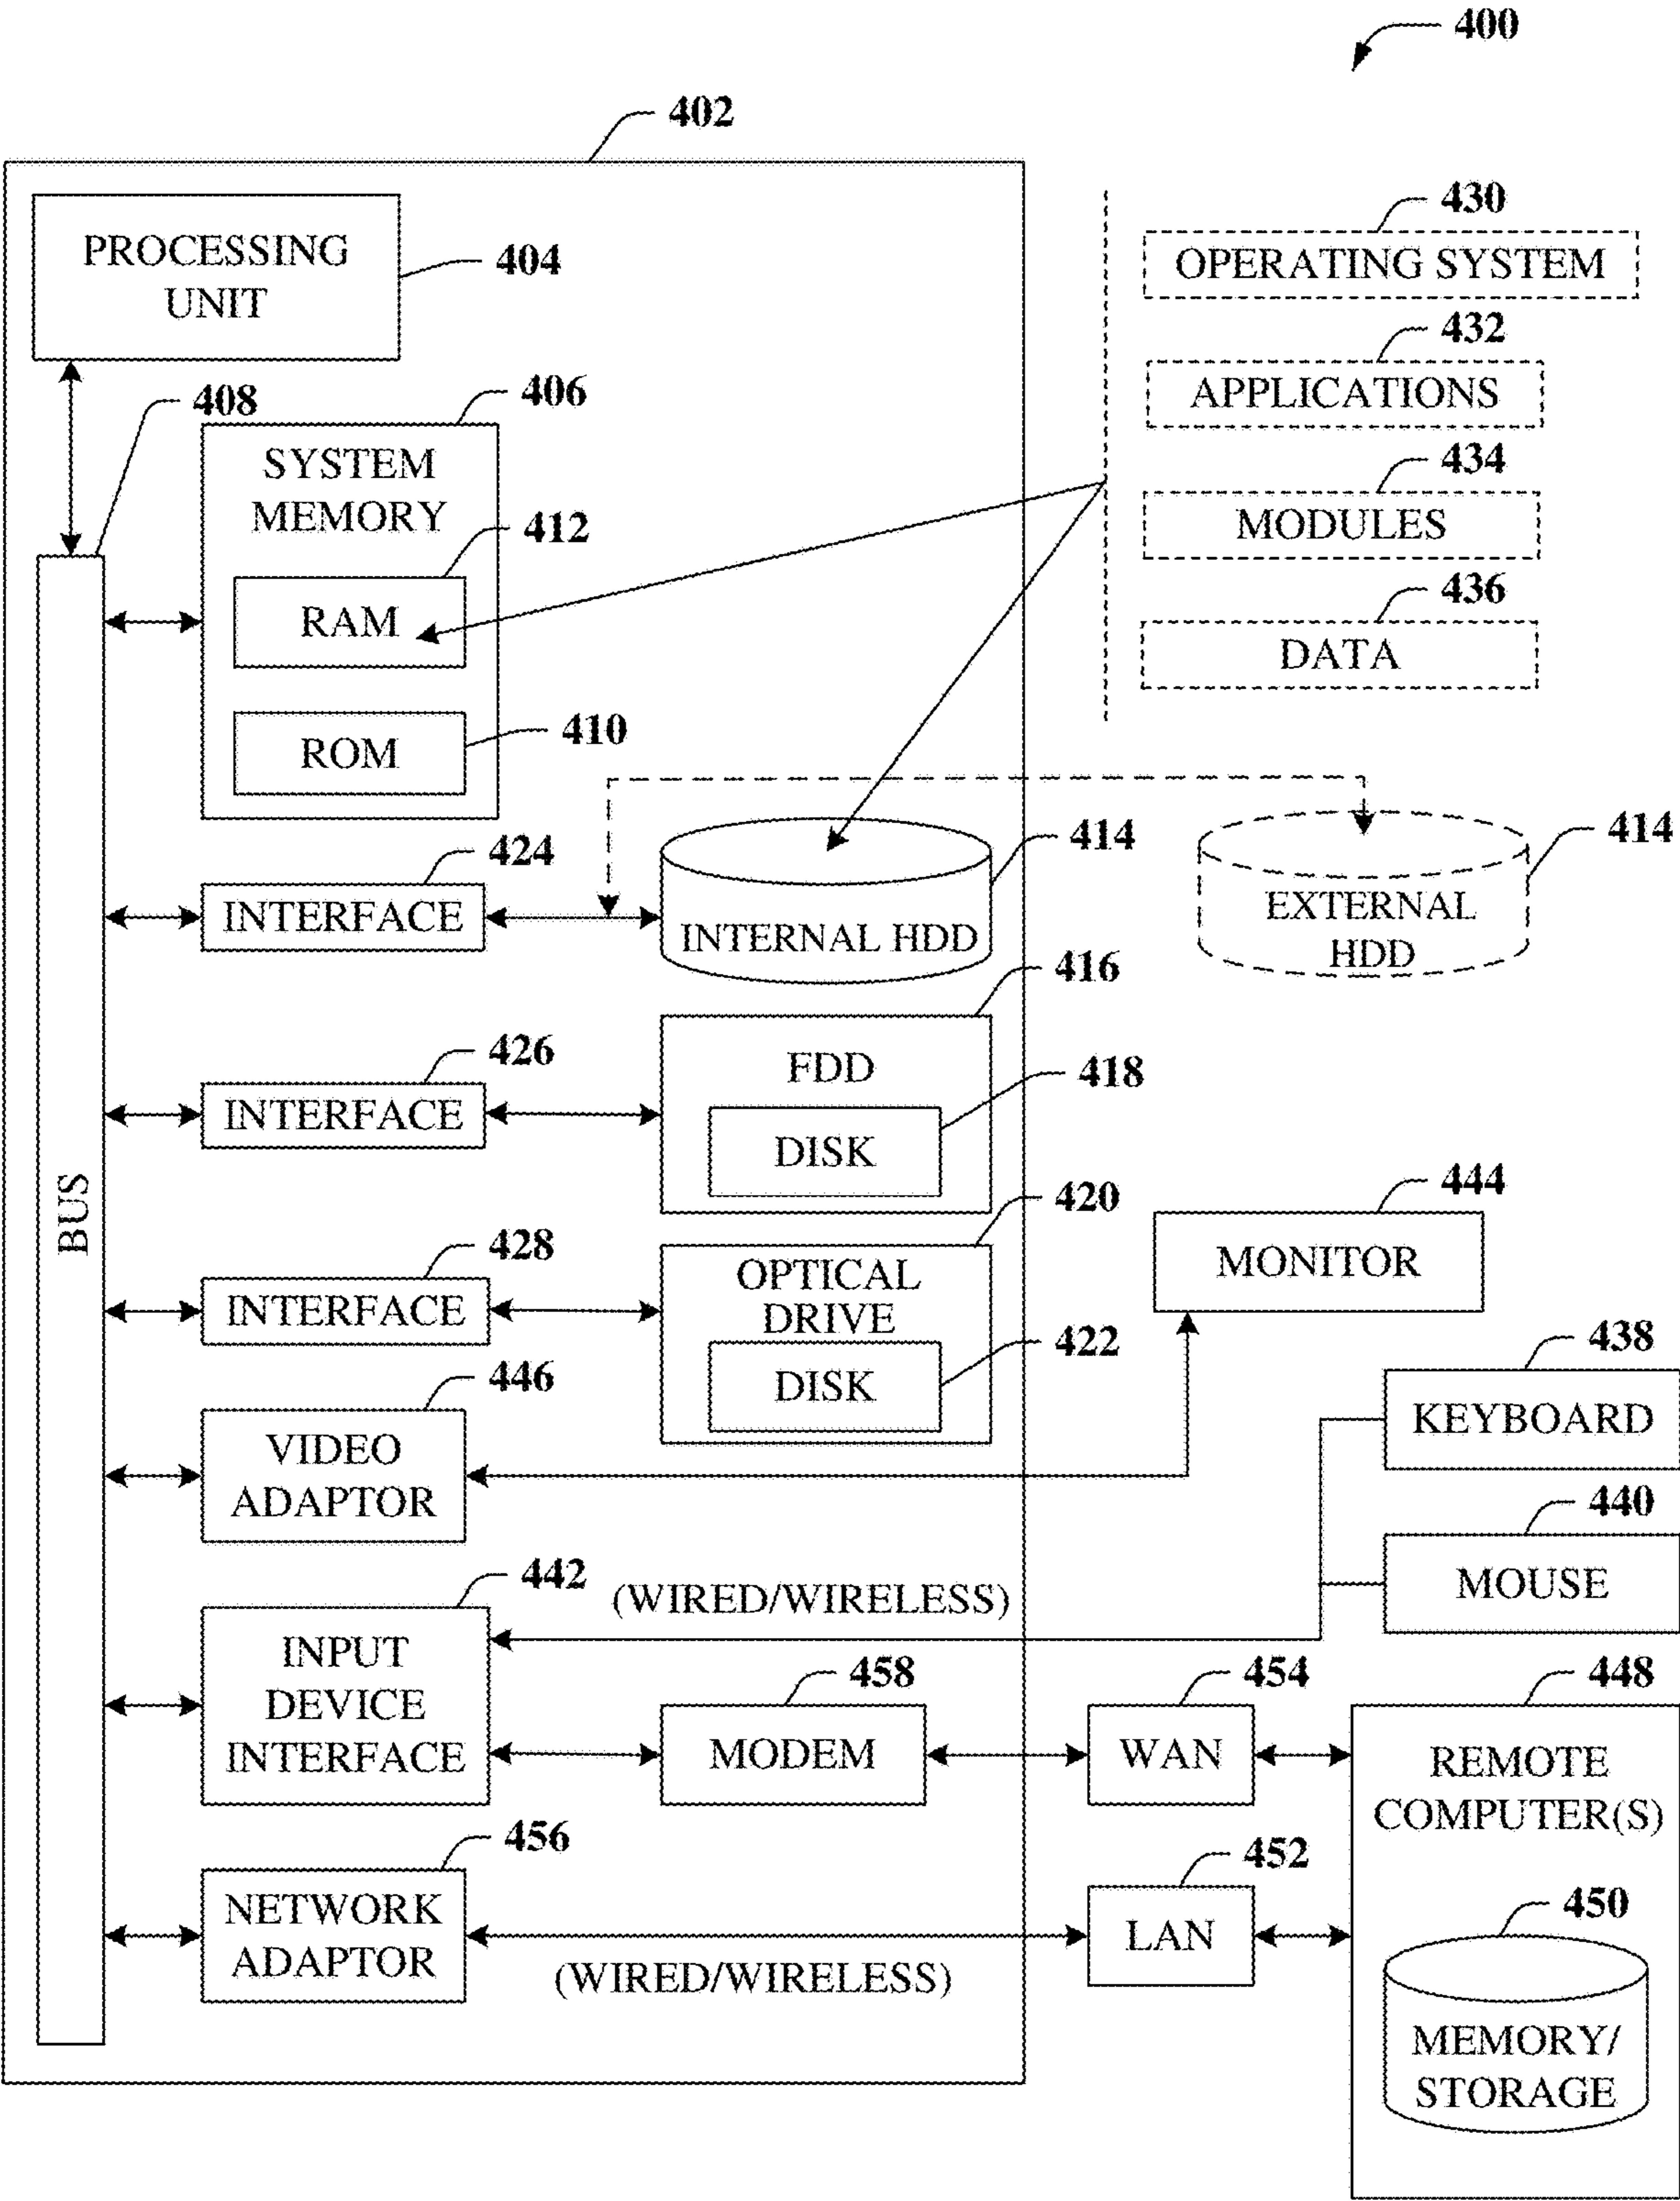 400
402
PROCESSING
UNIT
404
430
OPERATING SYSTEM
432
APPLICATIONS
434
MODULES
436
DATA
408
406
SYSTEM
MEMORY
412
RAM
410
ROM
BUS
424
INTERFACE
414
INTERNAL HDD
414
EXTERNAL
HDD
426
INTERFACE
416
FDD
418
DISK
428
INTERFACE
420
OPTICAL
DRIVE
422
DISK
444
MONITOR
446
VIDEO
ADAPTOR
438
KEYBOARD
440
MOUSE
442
INPUT
DEVICE
INTERFACE
(WIRED/WIRELESS)
458
MODEM
454
WAN
448
REMOTE
COMPUTER(S)
456
NETWORK
ADAPTOR
(WIRED/WIRELESS)
452
LAN
450
MEMORY/
STORAGE